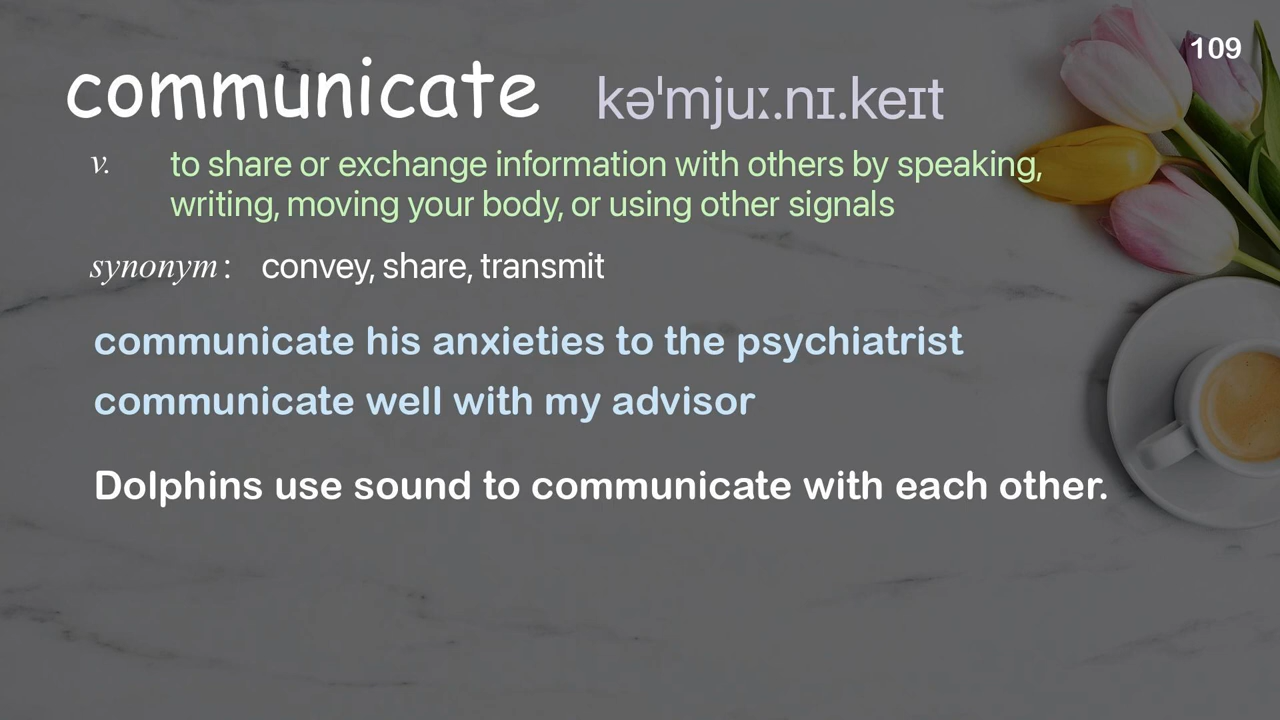 109
communicate kəˈmjuː.nɪ.keɪt
v. to share or exchange information with others by speaking,
writing, moving your body, or using other signals
synonym: convey, share, transmit
communicate his anxieties to the psychiatrist
communicate well with my advisor
Dolphins use sound to communicate with each other.